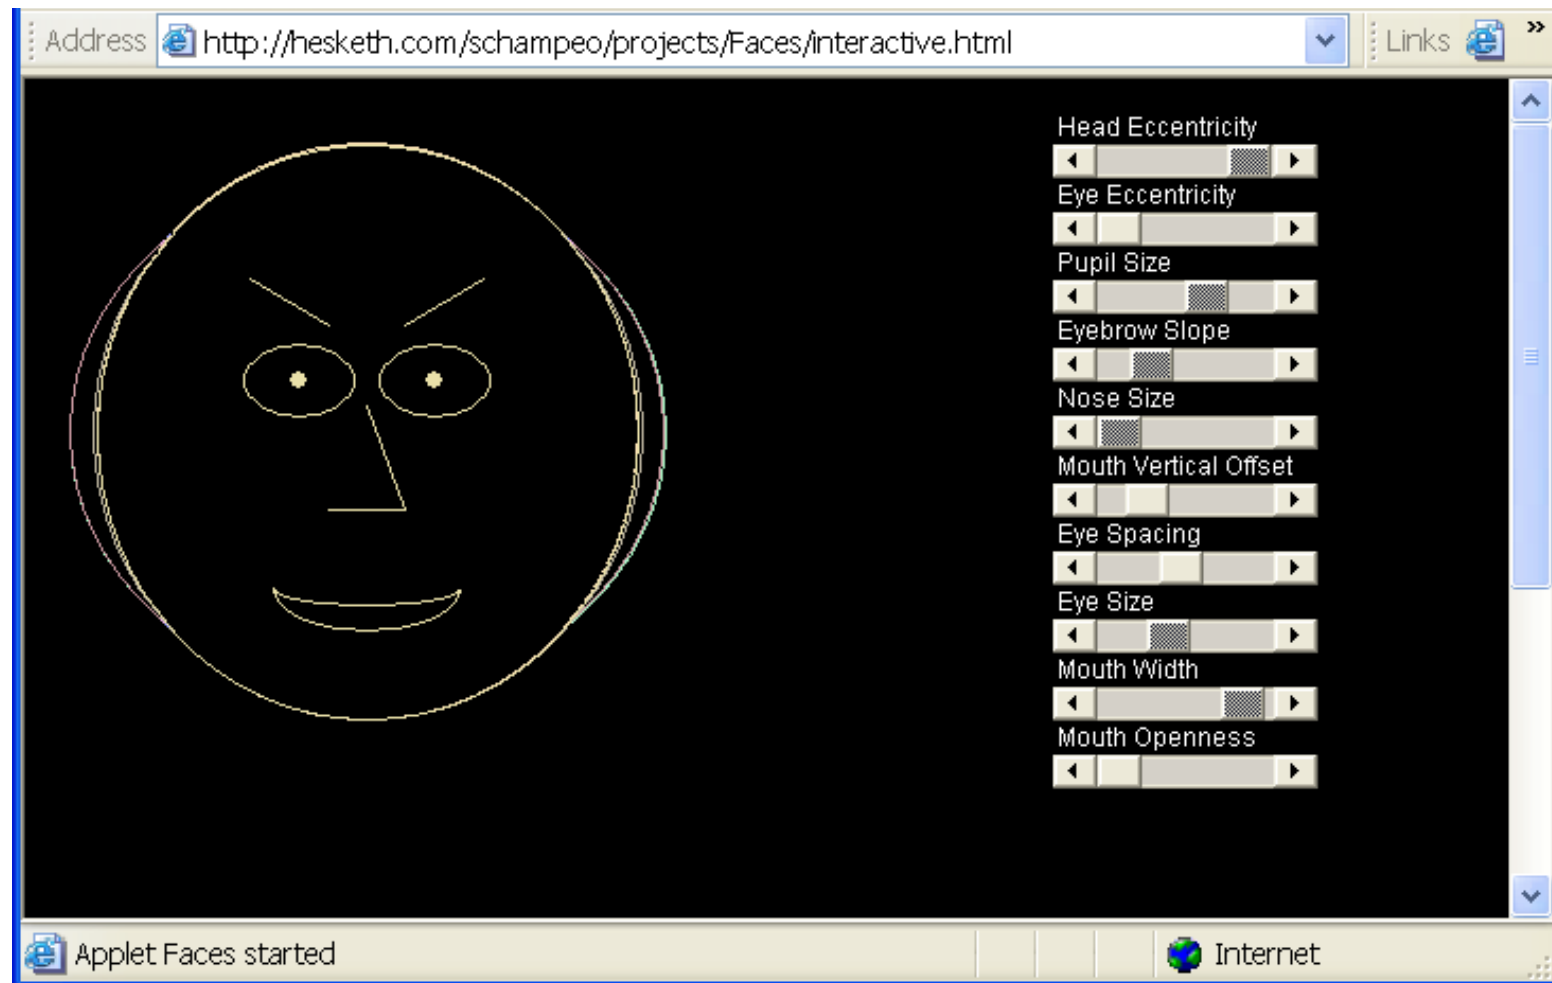 Address http://hesketh.com/schampeo/projects/Faces/interactive.html Links »
Head Eccentricity
Eye Eccentricity
Pupil Size
Eyebrow Slope
Nose Size
Mouth Vertical Offset
Eye Spacing
Eye Size
Mouth Width
Mouth Openness
Applet Faces started Internet